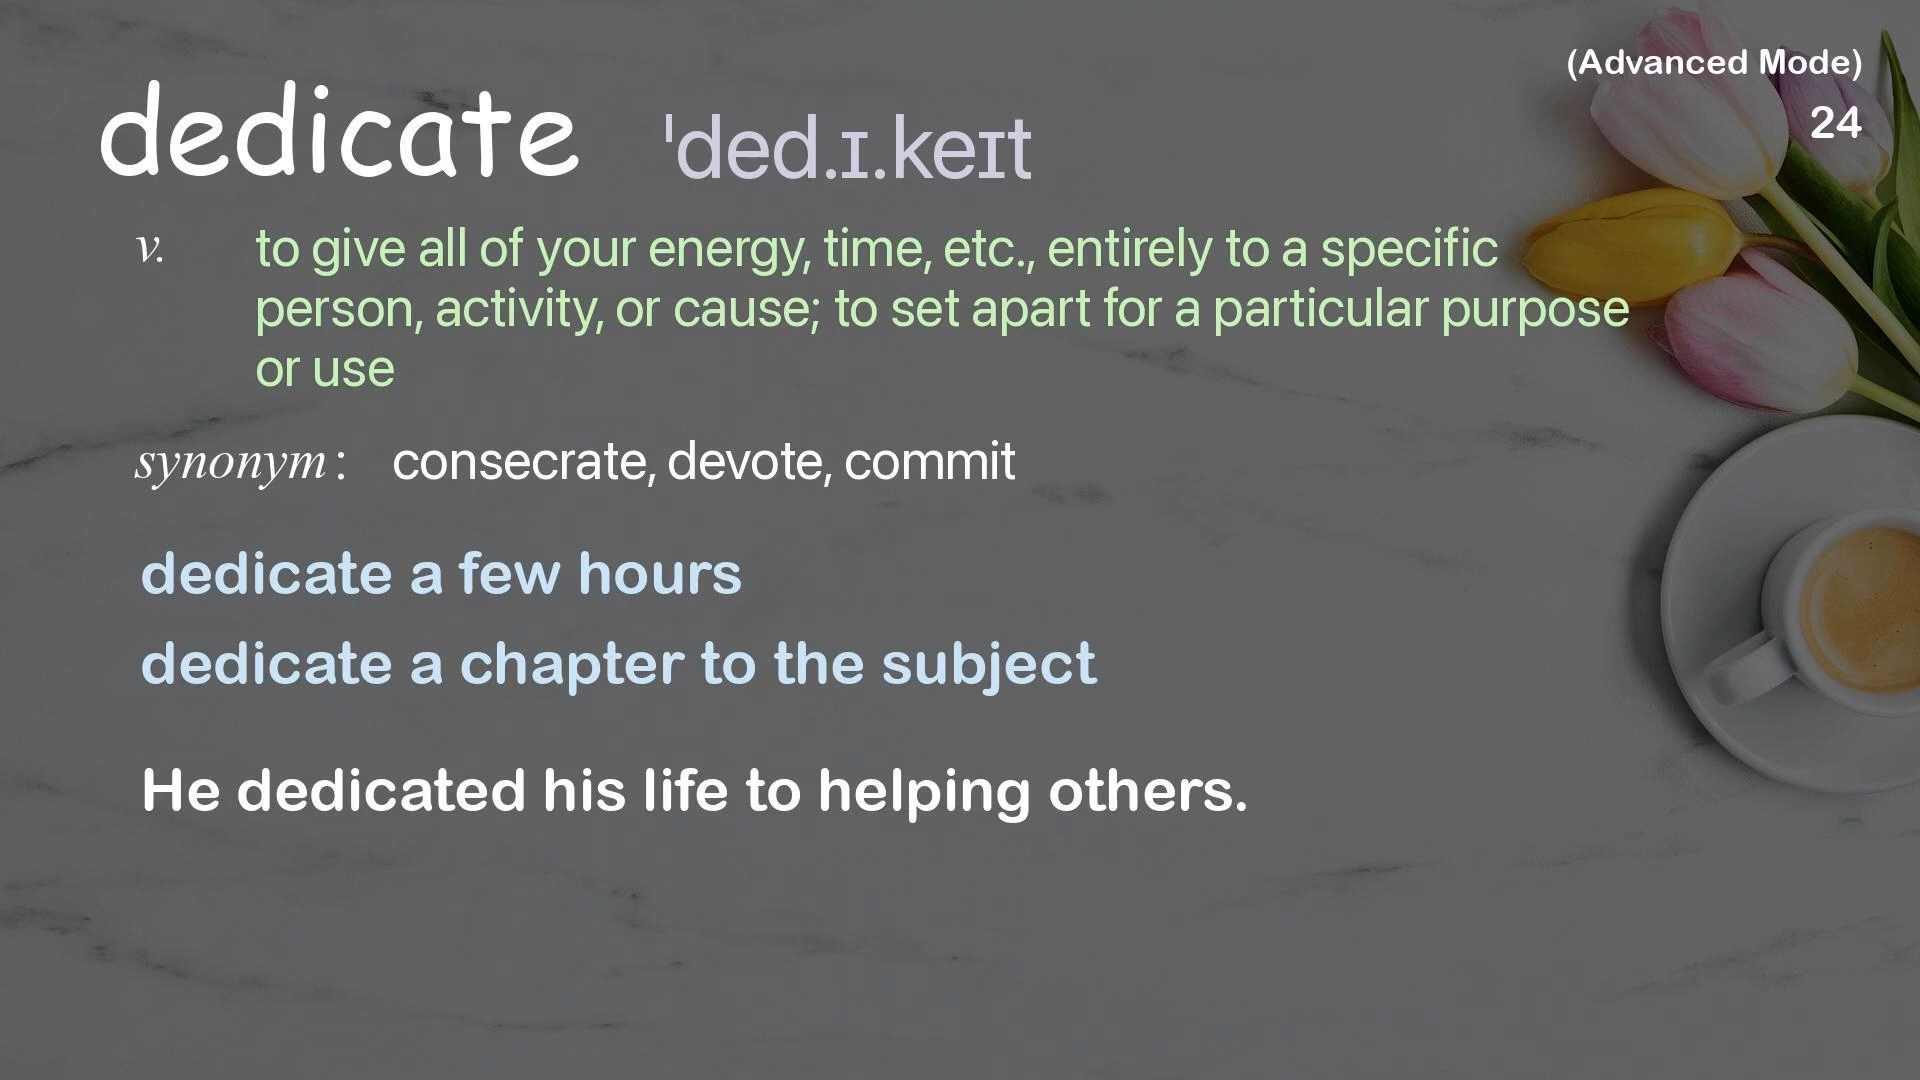 (Advanced Mode)
24
dedicate ˈded.ɪ.keɪt
v. to give all of your energy, time, etc., entirely to a specific
person, activity, or cause; to set apart for a particular purpose
or use
synonym : consecrate, devote, commit
dedicate a few hours
dedicate a chapter to the subject
He dedicated his life to helping others.